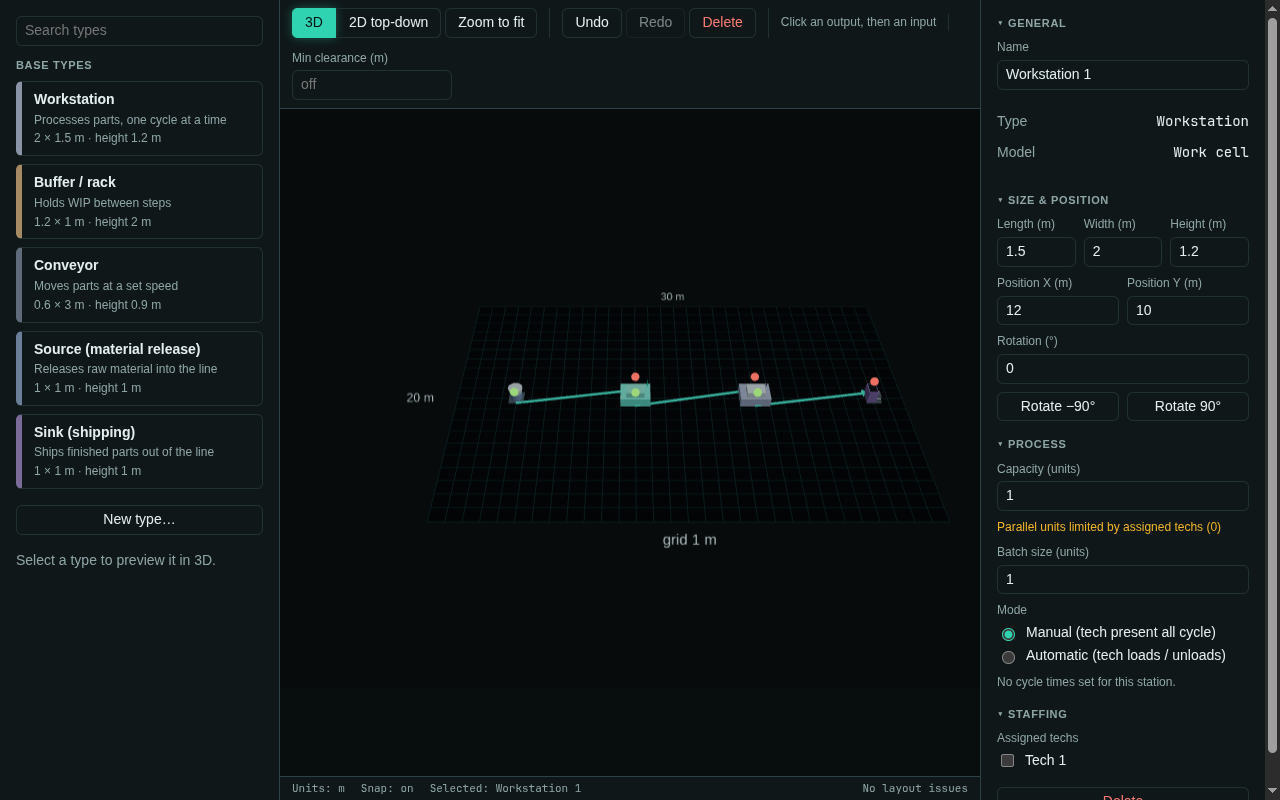 Search types
BASE TYPES
Workstation
Processes parts, one cycle at a time
2 × 1.5 m · height 1.2 m
Buffer / rack
Holds WIP between steps
1.2 × 1 m · height 2 m
Conveyor
Moves parts at a set speed
0.6 × 3 m · height 0.9 m
Source (material release)
Releases raw material into the line
1 × 1 m · height 1 m
Sink (shipping)
Ships finished parts out of the line
1 × 1 m · height 1 m
New type…
Select a type to preview it in 3D.
3D 2D top-down Zoom to fit Undo Redo Delete Click an output, then an input
Min clearance (m)
off
30 m
20 m
grid 1 m
Units: m Snap: on Selected: Workstation 1 No layout issues
GENERAL
Name
Workstation 1
Type Workstation
Model Work cell
SIZE & POSITION
Length (m) Width (m) Height (m)
1.5 2 1.2
Position X (m) Position Y (m)
12 10
Rotation (°)
0
Rotate −90° Rotate 90°
PROCESS
Capacity (units)
1
Parallel units limited by assigned techs (0)
Batch size (units)
1
Mode
Manual (tech present all cycle)
Automatic (tech loads / unloads)
No cycle times set for this station.
STAFFING
Assigned techs
Tech 1
Delete